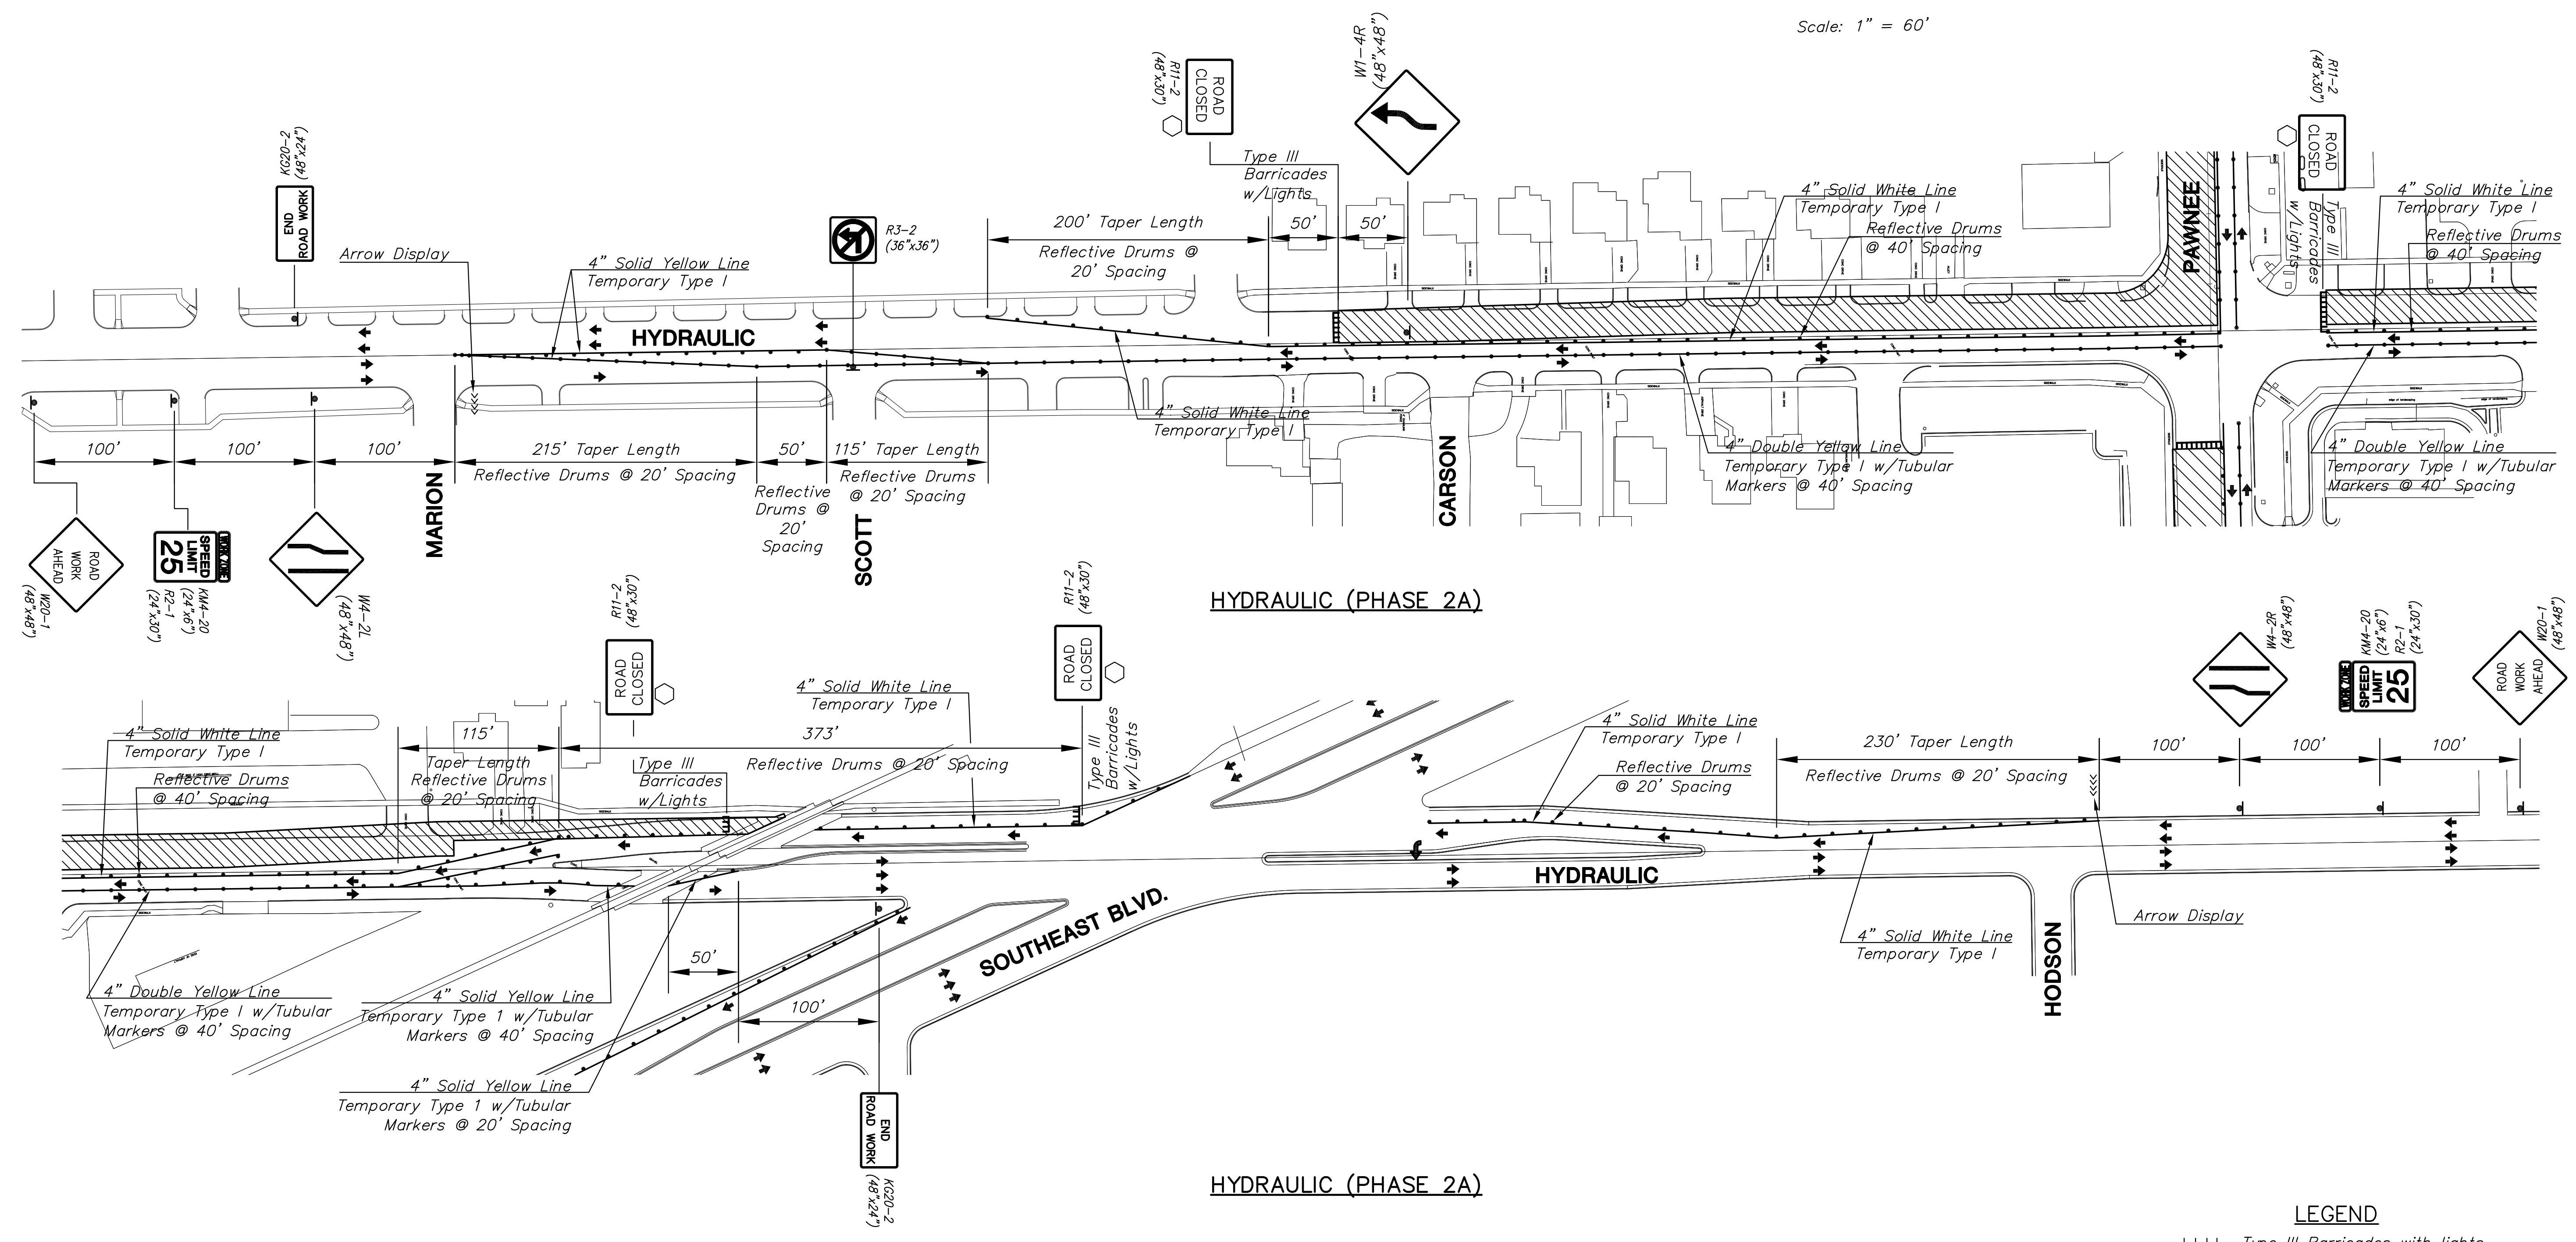 Scale: 1" = 60'
KG20-2
(48"x24")
END
ROAD WORK
Arrow Display
4" Solid Yellow Line
Temporary Type I
HYDRAULIC
R3-2
(36"x36")
200' Taper Length
Reflective Drums @
20' Spacing
R11-2
(48"x30")
ROAD
CLOSED
Type III
Barricades
w/Lights
50'
50'
W1-4R
(48"x48")
4" Solid White Line
Temporary Type I
Reflective Drums
@ 40' Spacing
PAWNEE
R11-2
(48"x30")
ROAD
CLOSED
Type III
Barricades
w/Lights
4" Solid White Line
Temporary Type I
Reflective Drums
@ 40' Spacing
100'
100'
100'
MARION
215' Taper Length
Reflective Drums @ 20' Spacing
50'
Reflective
Drums @
20'
Spacing
115' Taper Length
Reflective Drums
@ 20' Spacing
SCOTT
4" Solid White Line
Temporary Type I
CARSON
4" Double Yellow Line
Temporary Type I w/Tubular
Markers @ 40' Spacing
4" Double Yellow Line
Temporary Type I w/Tubular
Markers @ 40' Spacing
ROAD
WORK
AHEAD
W20-1
(48"x48")
WORK ZONE
SPEED
LIMIT
25
KM4-20
(24"x6")
R2-1
(24"x30")
W4-2L
(48"x48")
HYDRAULIC (PHASE 2A)
4" Solid White Line
Temporary Type I
Reflective Drums
@ 40' Spacing
115'
Taper Length
Reflective Drums
@ 20' Spacing
R11-2
(48"x30")
ROAD
CLOSED
Type III
Barricades
w/Lights
4" Solid White Line
Temporary Type I
373'
Reflective Drums @ 20' Spacing
R11-2
(48"x30")
ROAD
CLOSED
Type III
Barricades
w/Lights
4" Solid White Line
Temporary Type I
Reflective Drums
@ 20' Spacing
230' Taper Length
Reflective Drums @ 20' Spacing
100'
100'
100'
W4-2R
(48"x48")
KM4-20
(24"x6")
R2-1
(24"x30")
WORK ZONE
SPEED
LIMIT
25
W20-1
(48"x48")
ROAD
WORK
AHEAD
HYDRAULIC
SOUTHEAST BLVD.
HODSON
Arrow Display
4" Solid White Line
Temporary Type I
4" Double Yellow Line
Temporary Type I w/Tubular
Markers @ 40' Spacing
4" Solid Yellow Line
Temporary Type 1 w/Tubular
Markers @ 40' Spacing
50'
100'
4" Solid Yellow Line
Temporary Type 1 w/Tubular
Markers @ 20' Spacing
END
ROAD WORK
KG20-2
(48"x24")
HYDRAULIC (PHASE 2A)
LEGEND
Type III Barricades with lights